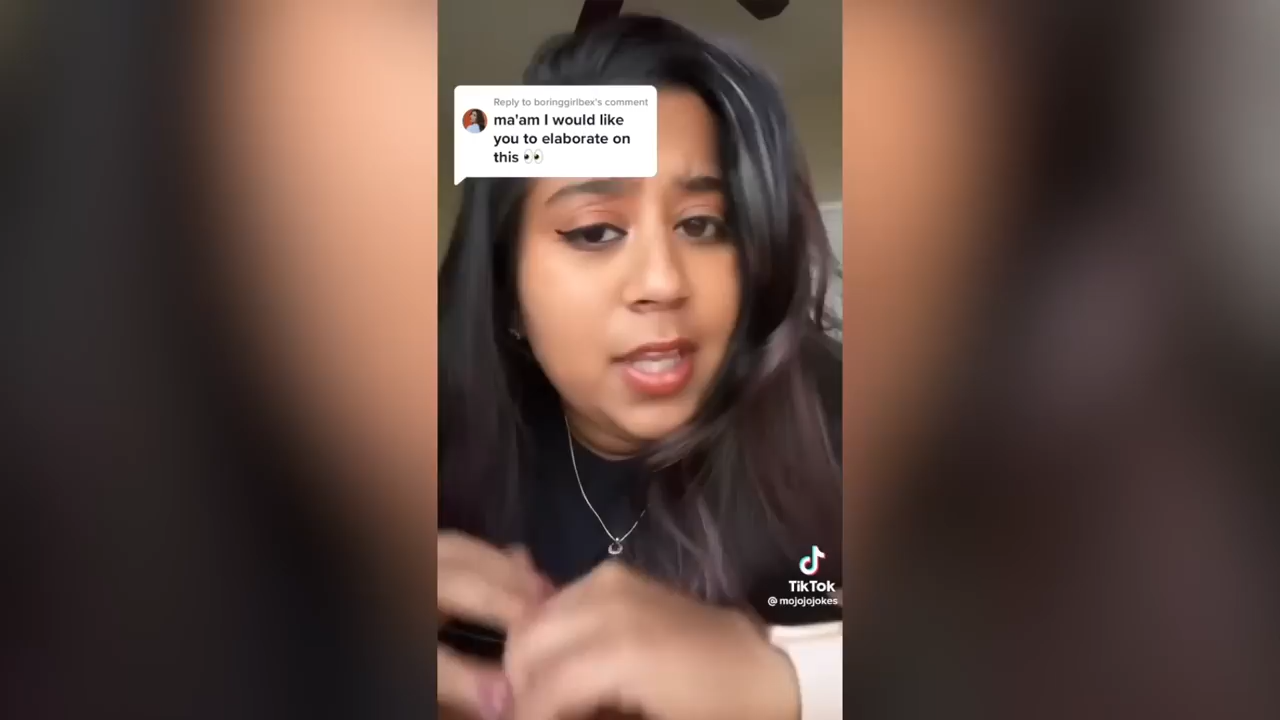 Reply to boringgirlbex's comment
ma'am I would like
you to elaborate on
this 👀
TikTok
@ mojojojokes